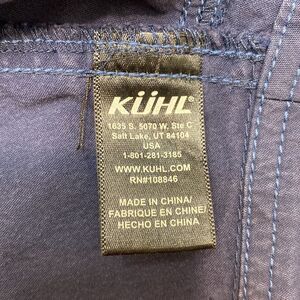 KÜHL
1635 S. 5070 W. Ste C
Salt Lake, UT 84104
USA
1-801-281-3185
WWW.KUHL.COM
RN#108846
MADE IN CHINA/
FABRIQUE EN CHINE/
HECHO EN CHINA